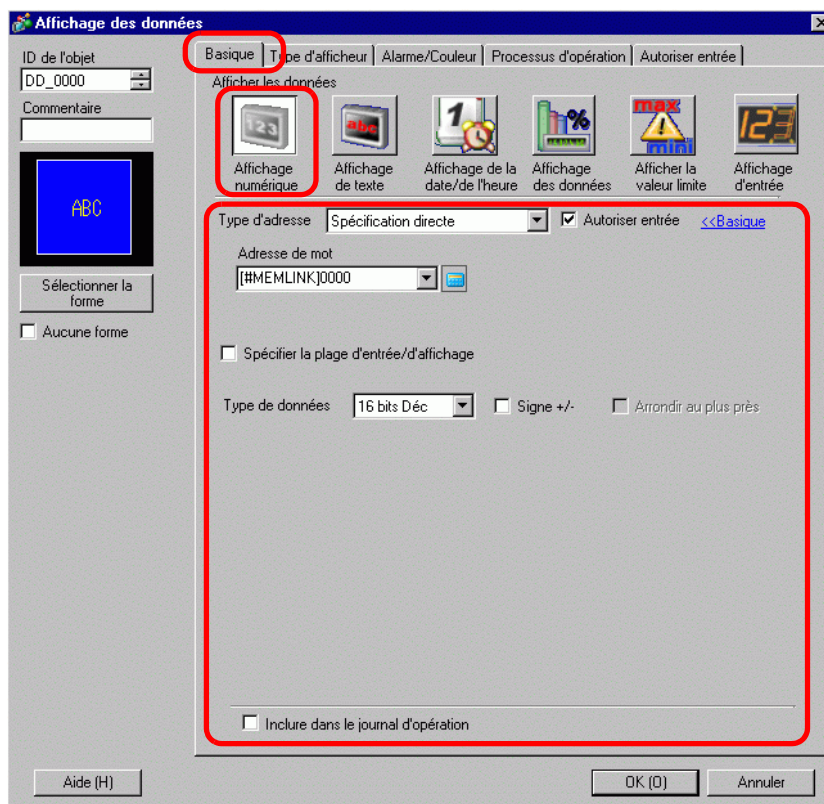 Affichage des données
ID de l'objet
DD_0000
Commentaire
ABC
Sélectionner la
forme
Aucune forme
Basique
Type d'afficheur
Alarme/Couleur
Processus d'opération
Autoriser entrée
Afficher les données
123
abc
1
%
max
mini
123
Affichage
numérique
Affichage
de texte
Affichage de la
date/de l'heure
Affichage
des données
Afficher la
valeur limite
Affichage
d'entrée
Type d'adresse
Spécification directe
Autoriser entrée
<<Basique
Adresse de mot
[#MEMLINK]0000
Spécifier la plage d'entrée/d'affichage
Type de données
16 bits Déc
Signe +/-
Arrondir au plus près
Inclure dans le journal d'opération
Aide (H)
OK (O)
Annuler